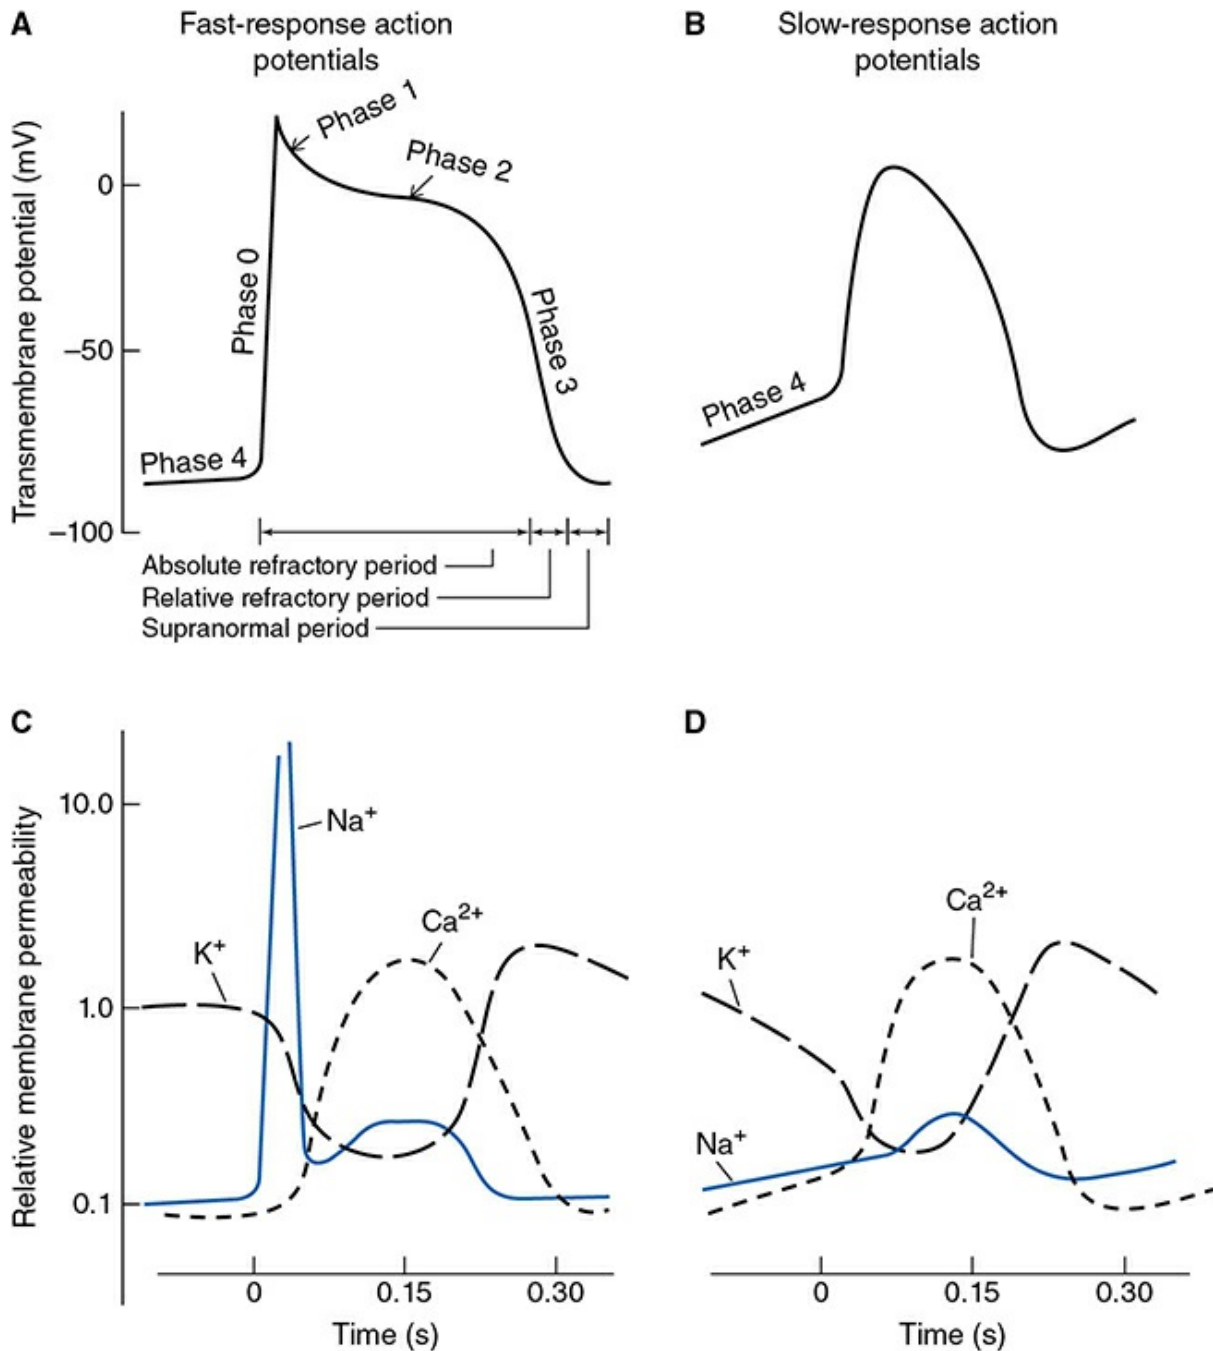 A
Fast-response action
potentials
B
Slow-response action
potentials
Transmembrane potential (mV)
0
–50
–100
Phase 1
Phase 2
Phase 0
Phase 3
Phase 4
Phase 4
Absolute refractory period
Relative refractory period
Supranormal period
C
D
Relative membrane permeability
10.0
1.0
0.1
Na⁺
Ca²⁺
K⁺
Ca²⁺
K⁺
Na⁺
0 0.15 0.30
Time (s)
0 0.15 0.30
Time (s)